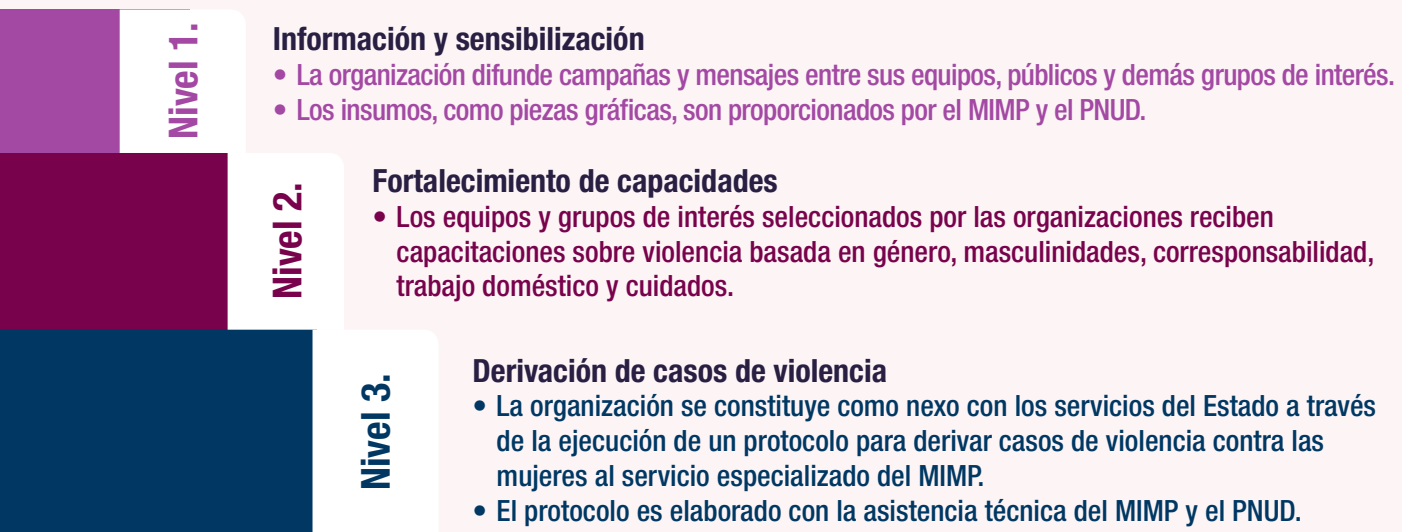 Nivel 1.
Información y sensibilización
• La organización difunde campañas y mensajes entre sus equipos, públicos y demás grupos de interés.
• Los insumos, como piezas gráficas, son proporcionados por el MIMP y el PNUD.
Nivel 2.
Fortalecimiento de capacidades
• Los equipos y grupos de interés seleccionados por las organizaciones reciben
capacitaciones sobre violencia basada en género, masculinidades, corresponsabilidad,
trabajo doméstico y cuidados.
Nivel 3.
Derivación de casos de violencia
• La organización se constituye como nexo con los servicios del Estado a través
de la ejecución de un protocolo para derivar casos de violencia contra las
mujeres al servicio especializado del MIMP.
• El protocolo es elaborado con la asistencia técnica del MIMP y el PNUD.